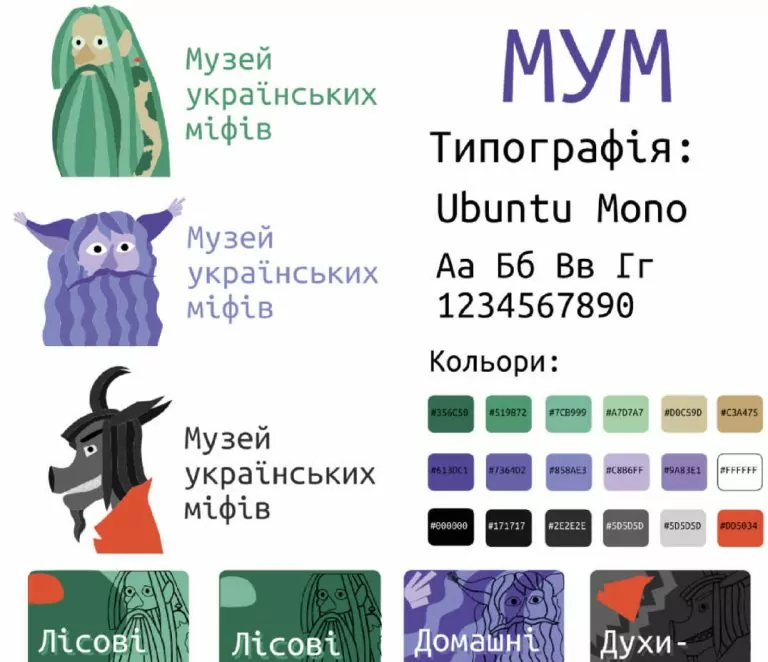 Музей
українських
міфів
Музей
українських
міфів
Музей
українських
міфів
МУМ
Типографія:
Ubuntu Mono
Аа Бб Вв Гг
1234567890
Кольори:
#356C50 #519872 #7CB999 #A7D7A7 #D0C59D #C3A475
#613DC1 #7364D2 #858AE3 #C8B6FF #9A83E1 #FFFFFF
#000000 #171717 #2E2E2E #5D5D5D #5D5D5D #DD5034
Лісові
Лісові
Домашні
Духи-